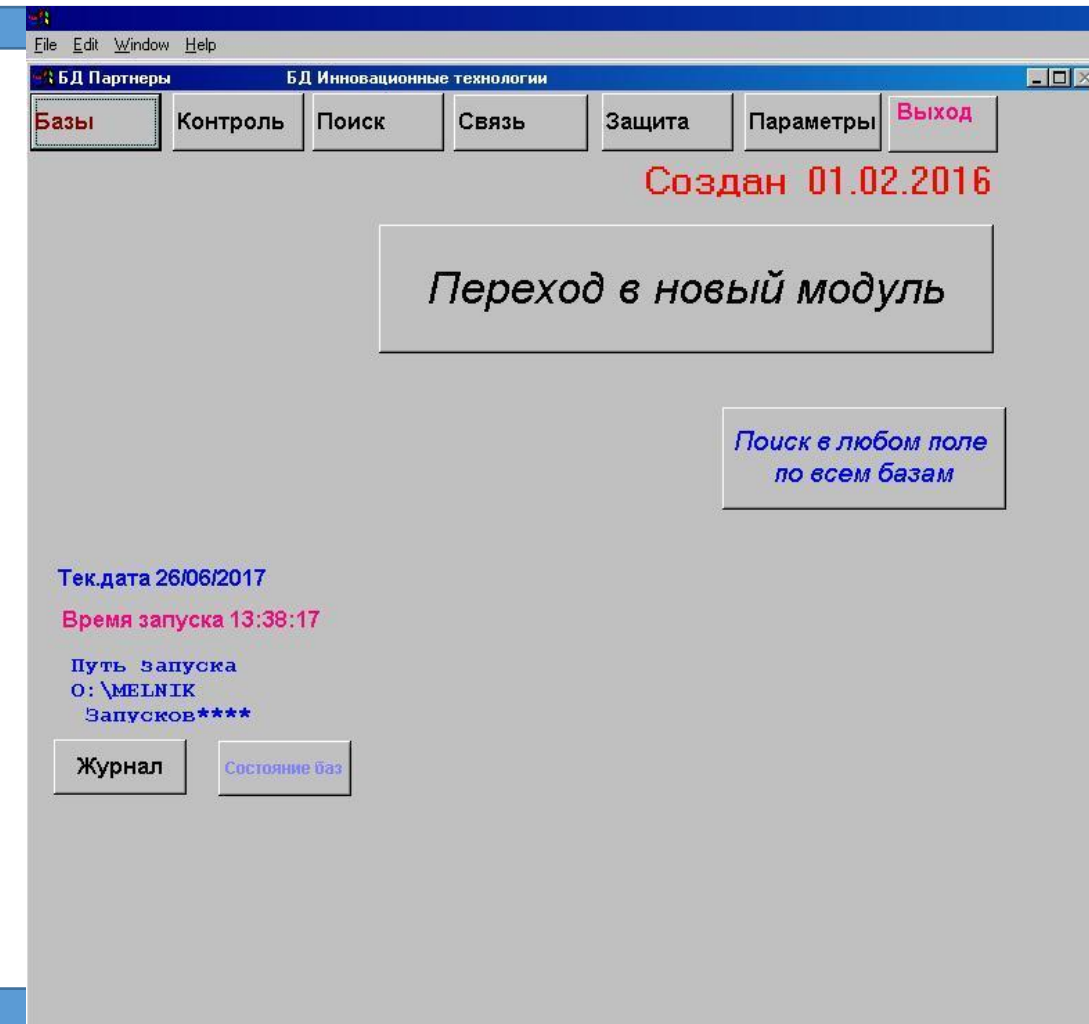 File Edit Window Help
БД Партнеры БД Инновационные технологии
Базы Контроль Поиск Связь Защита Параметры Выход
Создан 01.02.2016
Переход в новый модуль
Поиск в любом поле
по всем базам
Тек.дата 26/06/2017
Время запуска 13:38:17
Путь запуска
O:\MELNIK
Запусков****
Журнал Состояние баз